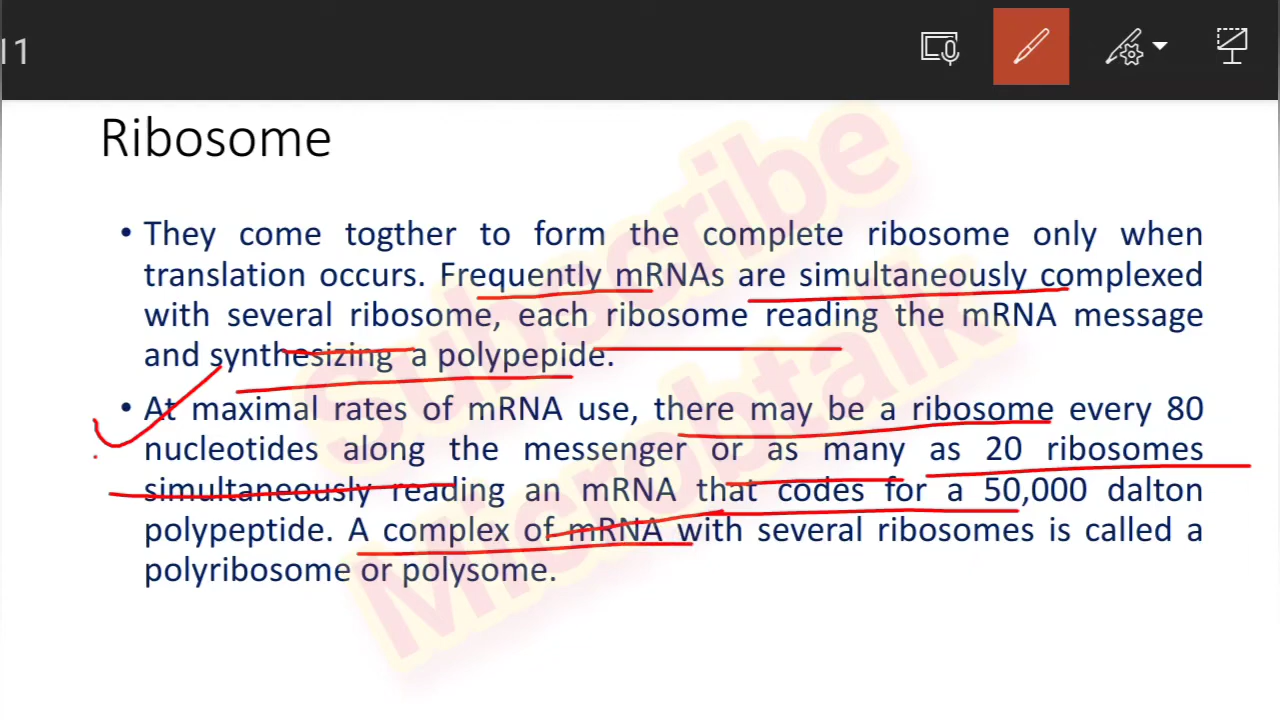 11
Ribosome
• They come togther to form the complete ribosome only when
translation occurs. Frequently mRNAs are simultaneously complexed
with several ribosome, each ribosome reading the mRNA message
and synthesizing a polypepide.
• At maximal rates of mRNA use, there may be a ribosome every 80
nucleotides along the messenger or as many as 20 ribosomes
simultaneously reading an mRNA that codes for a 50,000 dalton
polypeptide. A complex of mRNA with several ribosomes is called a
polyribosome or polysome.
Subscribe
Microbtalk